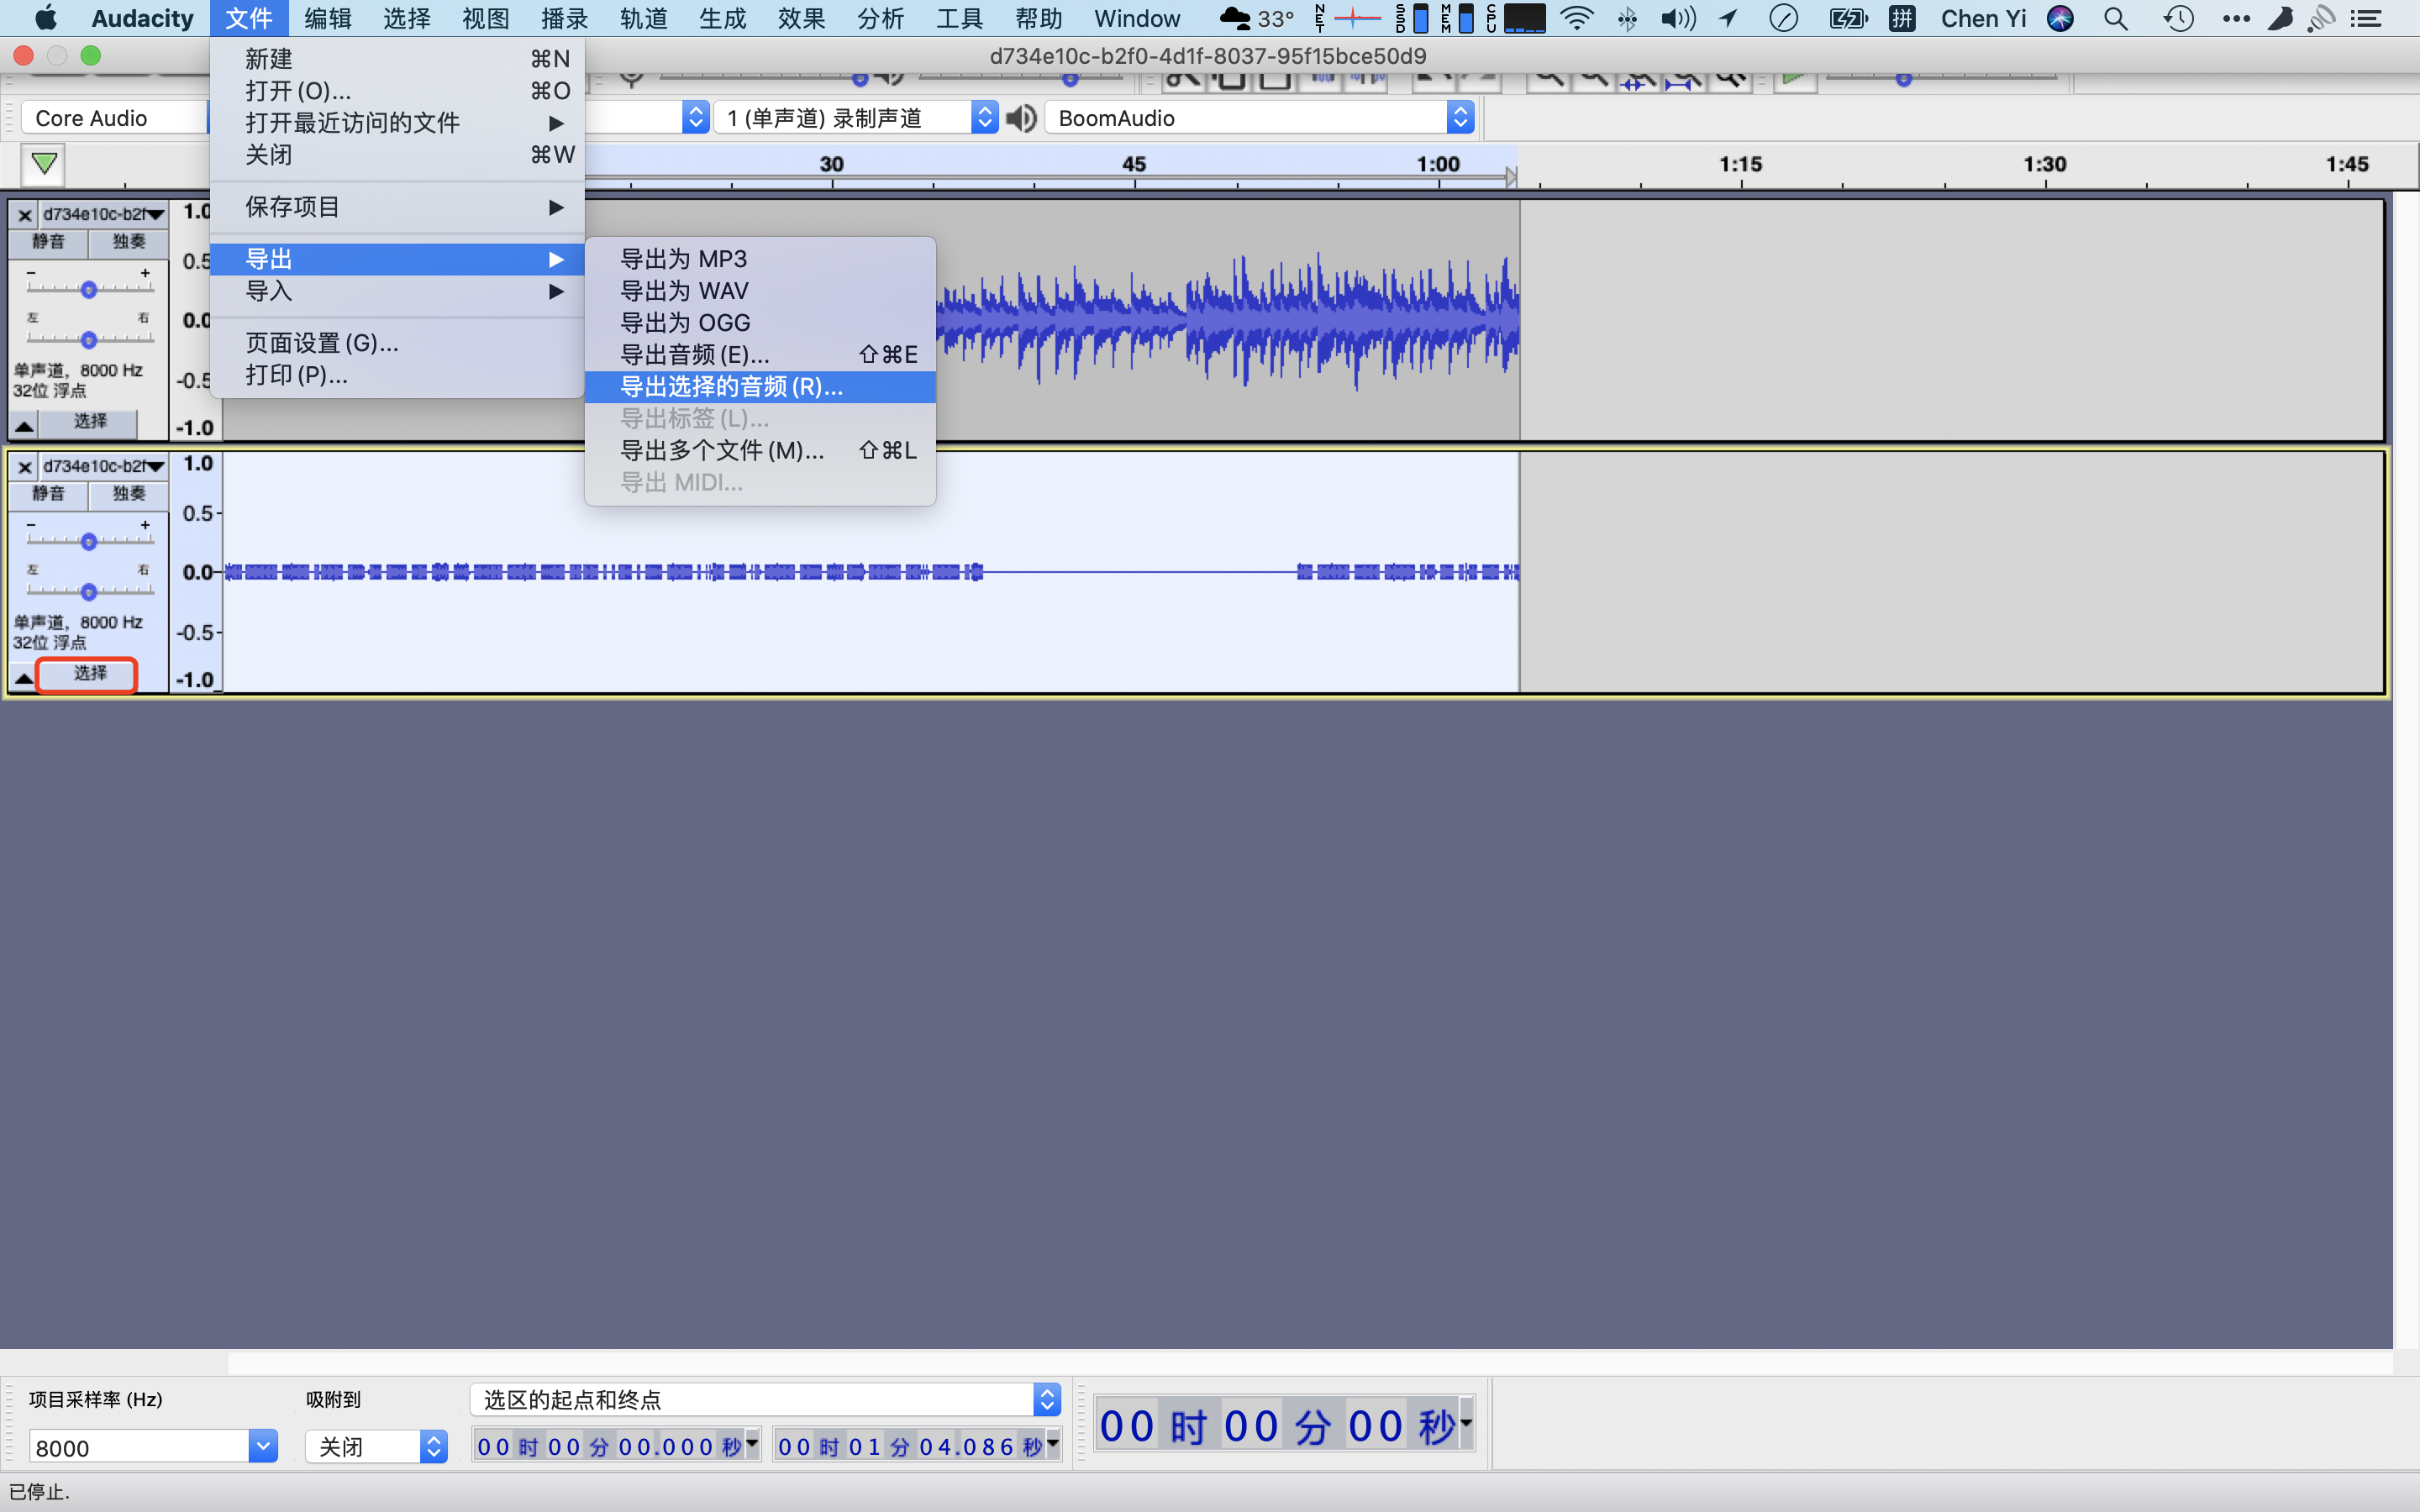 Audacity 文件 编辑 选择 视图 播录 轨道 生成 效果 分析 工具 帮助 Window 33° NET SSD MEM CPU 拼 Chen Yi
d734e10c-b2f0-4d1f-8037-95f15bce50d9
新建 ⌘N
打开(O)... ⌘O
打开最近访问的文件 ▶
关闭 ⌘W
保存项目 ▶
导出 ▶
导入 ▶
页面设置(G)...
打印(P)...
导出为 MP3
导出为 WAV
导出为 OGG
导出音频(E)... ⇧⌘E
导出选择的音频(R)...
导出标签(L)...
导出多个文件(M)... ⇧⌘L
导出 MIDI...
Core Audio
1 (单声道) 录制声道
BoomAudio
30 45 1:00 1:15 1:30 1:45
d734e10c-b2f
静音 独奏
- +
左 右
单声道, 8000 Hz
32位 浮点
选择
1.0
0.5
0.0
-0.5
-1.0
d734e10c-b2f
静音 独奏
- +
左 右
单声道, 8000 Hz
32位 浮点
选择
1.0
0.5
0.0
-0.5
-1.0
项目采样率 (Hz)
8000
吸附到
关闭
选区的起点和终点
00 时 00 分 00.000 秒
00 时 01 分 04.086 秒
00 时 00 分 00 秒
已停止.